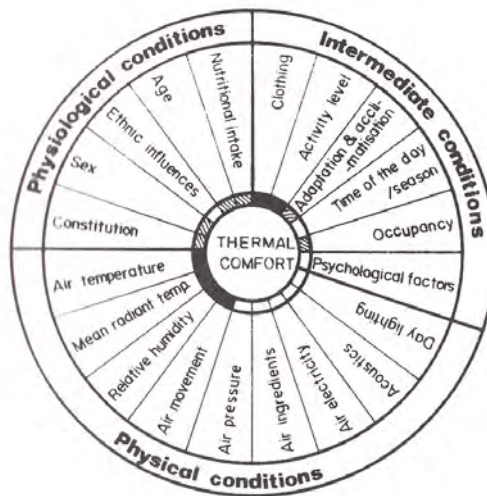 Physiological conditions
Intermediate conditions
Physical conditions
Constitution
Sex
Ethnic influences
Age
Nutritional intake
Clothing
Activity level
Adaptation & accli-
-matisation
Time of the day
/season
Occupancy
Psychological factors
Day lighting
Acoustics
Air electricity
Air ingredients
Air pressure
Air movement
Relative humidity
Mean radiant temp.
Air temperature
THERMAL
COMFORT